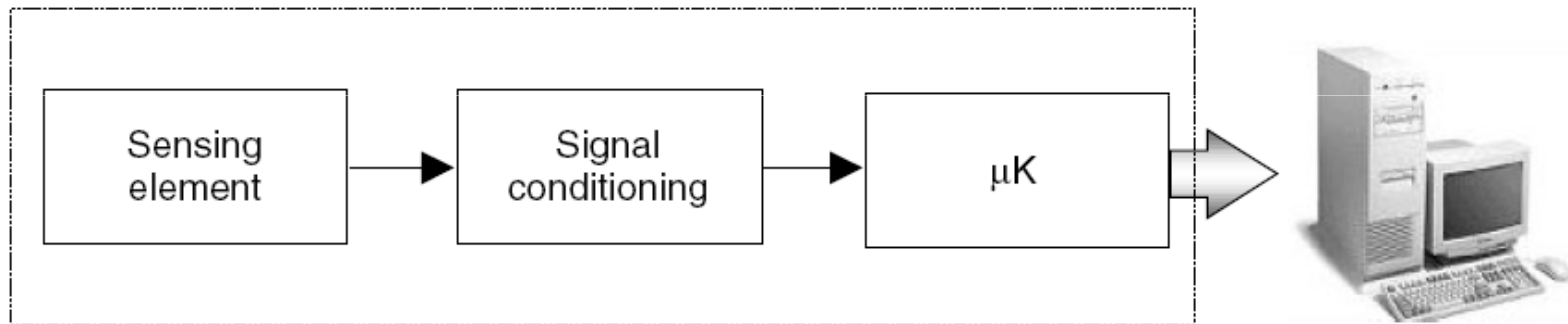 Sensing
element
Signal
conditioning
μK